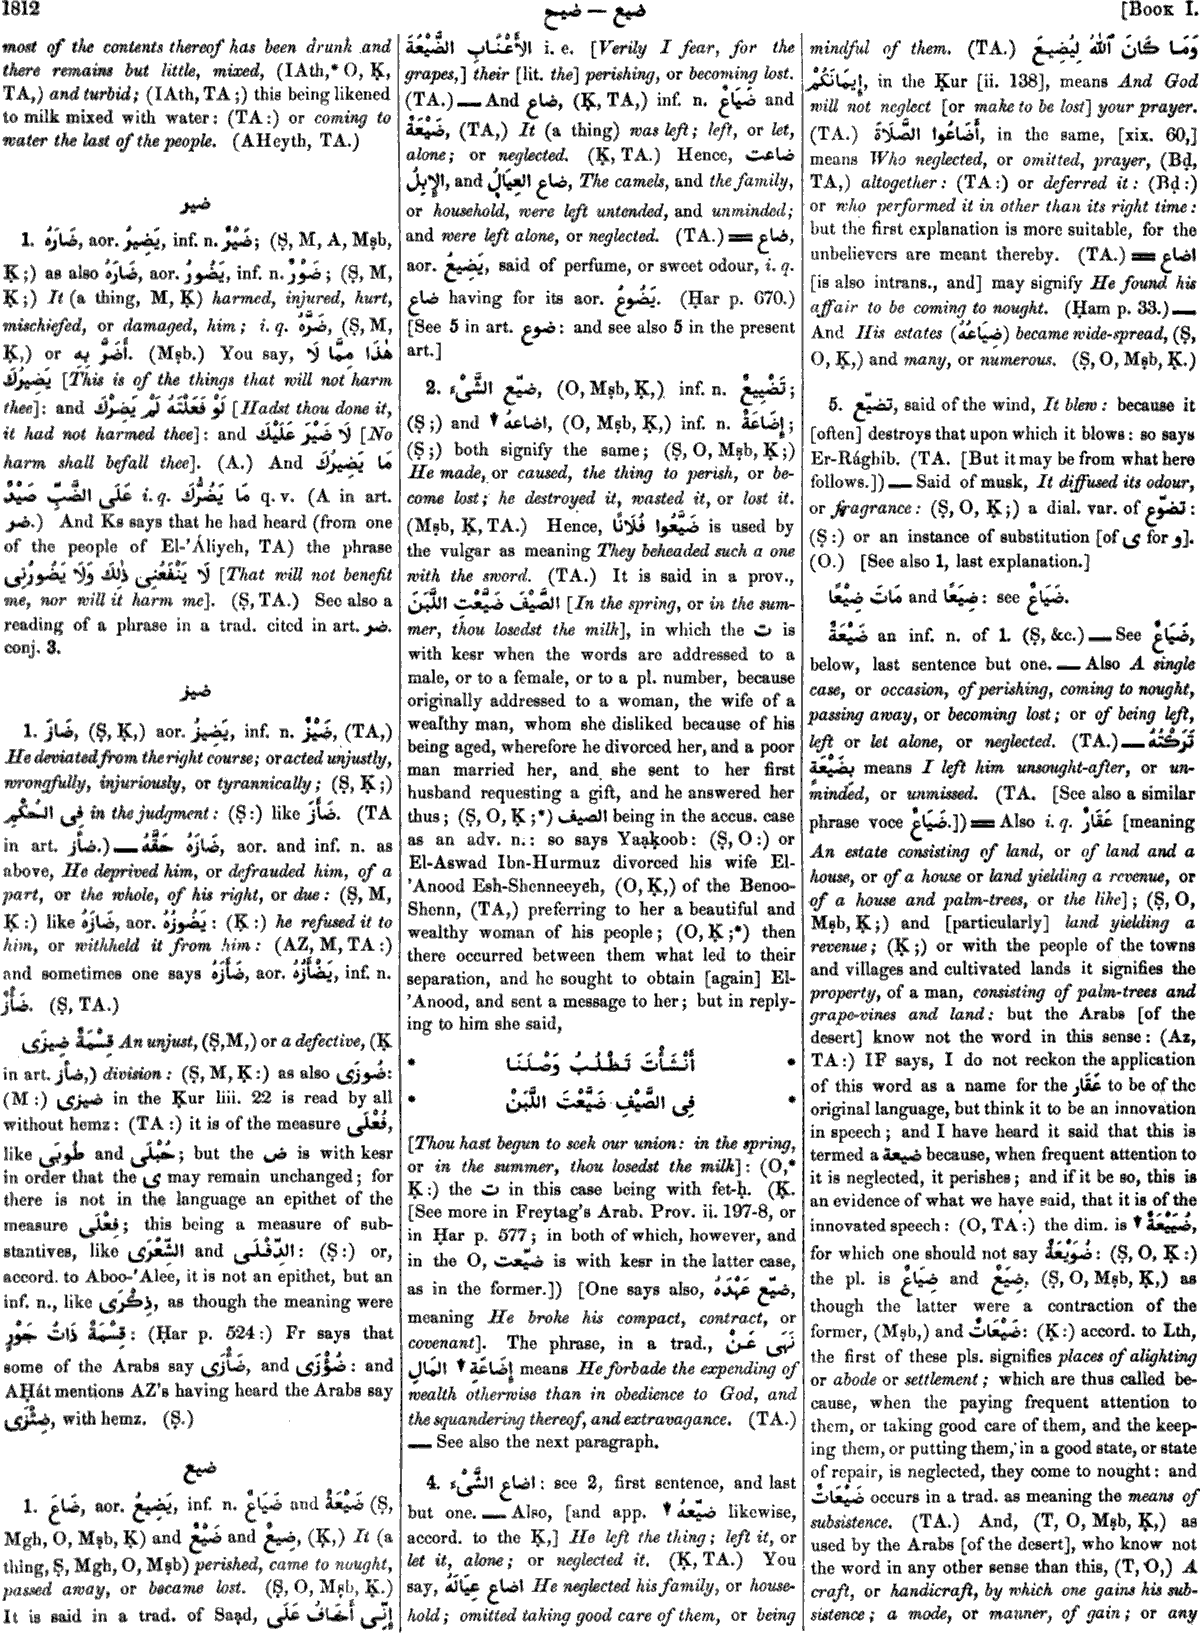 1812
ضيع — ضيح
[BOOK I.
most of the contents thereof has been drunk and
there remains but little, mixed, (IAth,* O, Ḳ,
TA,) and turbid; (IAth, TA;) this being likened
to milk mixed with water: (TA:) or coming to
water the last of the people. (AHeyth, TA.)
ضير
1. ضَارَهُ, aor. يَضِيرُ, inf. n. ضَيْرٌ; (Ṣ, M, A, Mṣb,
Ḳ;) as also ضَارَهُ, aor. يَضُورُ, inf. n. ضَوْرٌ; (Ṣ, M,
Ḳ;) It (a thing, M, Ḳ) harmed, injured, hurt,
mischiefed, or damaged, him; i. q. ضَرَّهُ, (Ṣ, M,
Ḳ,) or أَضَرَّ بِهِ. (Mṣb.) You say, هٰذَا مِمَّا لَا
يَضِيرُكَ [This is of the things that will not harm
thee]: and لَوْ فَعَلْتَهُ لَمْ يَضِرْكَ [Hadst thou done it,
it had not harmed thee]: and لَا ضَيْرَ عَلَيْكَ [No
harm shall befall thee]. (A.) And مَا يَضِيرُكَ
عَلَى الضَّبِّ صَيْدٌ i. q. مَا يَضُرُّكَ q. v. (A in art.
ضر.) And Ks says that he had heard (from one
of the people of El-'Áliyeh, TA) the phrase
لَا يَنْفَعُنِى ذٰلِكَ وَلَا يَضُورُنِى [That will not benefit
me, nor will it harm me]. (Ṣ, TA.) See also a
reading of a phrase in a trad. cited in art. ضر,
conj. 3.
ضيز
1. ضَازَ, (Ṣ, Ḳ,) aor. يَضِيزُ, inf. n. ضَيْزٌ, (TA,)
He deviated from the right course; or acted unjustly,
wrongfully, injuriously, or tyrannically; (Ṣ, Ḳ;)
فِى الحُكْمِ in the judgment: (Ṣ:) like ضَأَزَ. (TA
in art. ضأز.) — ضَازَهُ حَقَّهُ, aor. and inf. n. as
above, He deprived him, or defrauded him, of a
part, or the whole, of his right, or due: (Ṣ, M,
Ḳ:) like ضَازَهُ, aor. يَضُوزُهُ: (Ḳ:) he refused it to
him, or withheld it from him: (AZ, M, TA:)
and sometimes one says ضَأَزَهُ, aor. يَضْأَزُهُ, inf. n.
ضَأْزٌ. (Ṣ, TA.)
قِسْمَةٌ ضِيزَى An unjust, (Ṣ, M,) or a defective, (Ḳ
in art. ضأز,) division: (Ṣ, M, Ḳ:) as also ضُوزَى:
(M:) ضيزى in the Ḳur liii. 22 is read by all
without hemz: (TA:) it is of the measure فُعْلَى,
like طُوبَى and حُبْلَى; but the ض is with kesr
in order that the ى may remain unchanged; for
there is not in the language an epithet of the
measure فِعْلَى; this being a measure of sub-
stantives, like الشِّعْرَى and الدِّفْلَى: (Ṣ:) or,
accord. to Aboo-'Alee, it is not an epithet, but an
inf. n., like ذِكْرَى, as though the meaning were
قِسْمَةٌ ذَاتُ جَوْرٍ: (Ḥar p. 524:) Fr says that
some of the Arabs say ضَأْزَى, and ضُؤْزَى: and
AḤát mentions AZ's having heard the Arabs say
ضِئْزَى, with hemz. (Ṣ.)
ضيع
1. ضَاعَ, aor. يَضِيعُ, inf. n. ضَيَاعٌ and ضَيْعَةٌ (Ṣ,
Mgh, O, Mṣb, Ḳ) and ضَيْعٌ and ضِيعٌ, (Ḳ,) It (a
thing, Ṣ, Mgh, O, Mṣb) perished, came to nought,
passed away, or became lost. (Ṣ, O, Mṣb, Ḳ.)
It is said in a trad. of Saạd, إِنِّى أَخَافُ عَلَى
الأَعْنَابِ الضَّيْعَةَ i. e. [Verily I fear, for the
grapes,] their [lit. the] perishing, or becoming lost.
(TA.) — And ضاع, (Ḳ, TA,) inf. n. ضَيَاعٌ and
ضَيْعَةٌ, (TA,) It (a thing) was left; left, or let,
alone; or neglected. (Ḳ, TA.) Hence, ضاعت
الإِبِلُ, and ضاع العِيَالُ, The camels, and the family,
or household, were left untended, and unminded;
and were left alone, or neglected. (TA.) = ضاع,
aor. يَضِيعُ, said of perfume, or sweet odour, i. q.
ضاع having for its aor. يَضُوعُ. (Ḥar p. 670.)
[See 5 in art. ضوع: and see also 5 in the present
art.]
2. ضيّع الشَّىْءَ, (O, Mṣb, Ḳ,) inf. n. تَضْيِيعٌ;
(Ṣ;) and ▼ اضاعهُ, (O, Mṣb, Ḳ,) inf. n. إِضَاعَةٌ;
(Ṣ;) both signify the same; (Ṣ, O, Mṣb, Ḳ;)
He made, or caused, the thing to perish, or be-
come lost; he destroyed it, wasted it, or lost it.
(Mṣb, Ḳ, TA.) Hence, ضَيَّعُوا فُلَانًا is used by
the vulgar as meaning They beheaded such a one
with the sword. (TA.) It is said in a prov.,
الصَّيْفَ ضَيَّعْتِ اللَّبَنَ [In the spring, or in the sum-
mer, thou losedst the milk], in which the ت is
with kesr when the words are addressed to a
male, or to a female, or to a pl. number, because
originally addressed to a woman, the wife of a
wealthy man, whom she disliked because of his
being aged, wherefore he divorced her, and a poor
man married her, and she sent to her first
husband requesting a gift, and he answered her
thus; (Ṣ, O, Ḳ;*) الصيف being in the accus. case
as an adv. n.: so says Yaạḳoob: (Ṣ, O:) or
El-Aswad Ibn-Hurmuz divorced his wife El-
'Anood Esh-Shenneeyeh, (O, Ḳ,) of the Benoo-
Shenn, (TA,) preferring to her a beautiful and
wealthy woman of his people; (O, Ḳ;*) then
there occurred between them what led to their
separation, and he sought to obtain [again] El-
'Anood, and sent a message to her; but in reply-
ing to him she said,
* أَنْشَأْتَ تَطْلُبُ وَصْلَنَا *
* فِى الصَّيْفِ ضَيَّعْتَ اللَّبَنْ *
[Thou hast begun to seek our union: in the spring,
or in the summer, thou losedst the milk]: (O,*
Ḳ:) the ت in this case being with fet-ḥ. (Ḳ.
[See more in Freytag's Arab. Prov. ii. 197-8, or
in Ḥar p. 577; in both of which, however, and
in the O, ضيّعت is with kesr in the latter case,
as in the former.]) [One says also, ضيّع عَهْدَهُ,
meaning He broke his compact, contract, or
covenant]. The phrase, in a trad., نَهَى عَنْ
إِضَاعَةِ ▼ المَالِ means He forbade the expending of
wealth otherwise than in obedience to God, and
the squandering thereof, and extravagance. (TA.)
— See also the next paragraph.
4. اضاع الشَّىْءَ: see 2, first sentence, and last
but one. — Also, [and app. ▼ ضيّعهُ likewise,
accord. to the Ḳ,] He left the thing; left it, or
let it, alone; or neglected it. (Ḳ, TA.) You
say, اضاع عِيَالَهُ He neglected his family, or house-
hold; omitted taking good care of them, or being
mindful of them. (TA.) وَمَا كَانَ ٱللّٰهُ لِيُضِيعَ
إِيمَانَكُمْ, in the Ḳur [ii. 138], means And God
will not neglect [or make to be lost] your prayer.
(TA.) أَضَاعُوا الصَّلَاةَ, in the same, [xix. 60,]
means Who neglected, or omitted, prayer, (Bḍ,
TA,) altogether: (TA:) or deferred it: (Bḍ:)
or who performed it in other than its right time:
but the first explanation is more suitable, for the
unbelievers are meant thereby. (TA.) = اضاع
[is also intrans., and] may signify He found his
affair to be coming to nought. (Ḥam p. 33.) —
And His estates (ضِيَاعُهُ) became wide-spread, (Ṣ,
O, Ḳ,) and many, or numerous. (Ṣ, O, Mṣb, Ḳ.)
5. تضيّع, said of the wind, It blew: because it
[often] destroys that upon which it blows: so says
Er-Rághib. (TA. [But it may be from what here
follows.]) — Said of musk, It diffused its odour,
or fragrance: (Ṣ, O, Ḳ;) a dial. var. of تضوّع:
(Ṣ:) or an instance of substitution [of ى for و].
(O.) [See also 1, last explanation.]
مَاتَ ضِيْعًا and ضِيَعًا: see ضَيَاعٌ.
ضَيْعَةٌ an inf. n. of 1. (Ṣ, &c.) — See ضَيَاعٌ,
below, last sentence but one. — Also A single
case, or occasion, of perishing, coming to nought,
passing away, or becoming lost; or of being left,
left or let alone, or neglected. (TA.) — تَرَكْتُهُ
بِضَيْعَةٍ means I left him unsought-after, or un-
minded, or unmissed. (TA. [See also a similar
phrase voce ضَيَاعٌ.]) = Also i. q. عَقَارٌ [meaning
An estate consisting of land, or of land and a
house, or of a house or land yielding a revenue, or
of a house and palm-trees, or the like]; (Ṣ, O,
Mṣb, Ḳ;) and [particularly] land yielding a
revenue; (Ḳ;) or with the people of the towns
and villages and cultivated lands it signifies the
property, of a man, consisting of palm-trees and
grape-vines and land: but the Arabs [of the
desert] know not the word in this sense: (Az,
TA:) IF says, I do not reckon the application
of this word as a name for the عَقَار to be of the
original language, but think it to be an innovation
in speech; and I have heard it said that this is
termed a ضيعة because, when frequent attention to
it is neglected, it perishes; and if it be so, this is
an evidence of what we have said, that it is of the
innovated speech: (O, TA:) the dim. is ▼ ضُيَيْعَةٌ,
for which one should not say ضُوَيْعَةٌ: (Ṣ, O, Ḳ:)
the pl. is ضِيَاعٌ and ضِيَعٌ, (Ṣ, O, Mṣb, Ḳ,) as
though the latter were a contraction of the
former, (Mṣb,) and ضَيْعَاتٌ: (Ḳ:) accord. to Lth,
the first of these pls. signifies places of alighting
or abode or settlement; which are thus called be-
cause, when the paying frequent attention to
them, or taking good care of them, and the keep-
ing them, or putting them, in a good state, or state
of repair, is neglected, they come to nought: and
ضَيْعَاتٌ occurs in a trad. as meaning the means of
subsistence. (TA.) And, (T, O, Mṣb, Ḳ,) as
used by the Arabs [of the desert], who know not
the word in any other sense than this, (T, O,) A
craft, or handicraft, by which one gains his sub-
sistence; a mode, or manner, of gain; or any